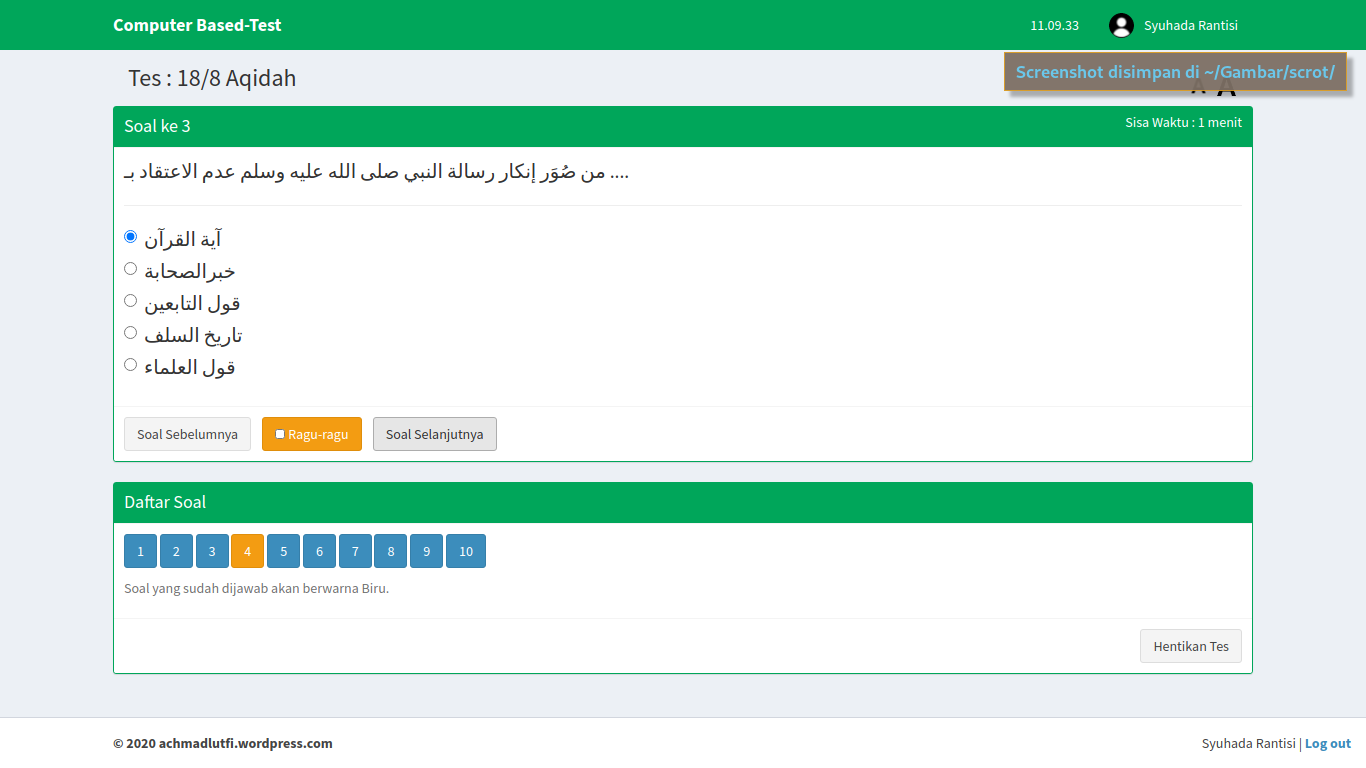 Computer Based-Test
11.09.33
Syuhada Rantisi
Screenshot disimpan di ~/Gambar/scrot/
Tes : 18/8 Aqidah
A A
Soal ke 3
Sisa Waktu : 1 menit
من صُوَر إنكار رسالة النبي صلى الله عليه وسلم عدم الاعتقاد بـ ....
آية القرآن
خبرالصحابة
قول التابعين
تاريخ السلف
قول العلماء
Soal Sebelumnya
Ragu-ragu
Soal Selanjutnya
Daftar Soal
1 2 3 4 5 6 7 8 9 10
Soal yang sudah dijawab akan berwarna Biru.
Hentikan Tes
© 2020 achmadlutfi.wordpress.com
Syuhada Rantisi | Log out